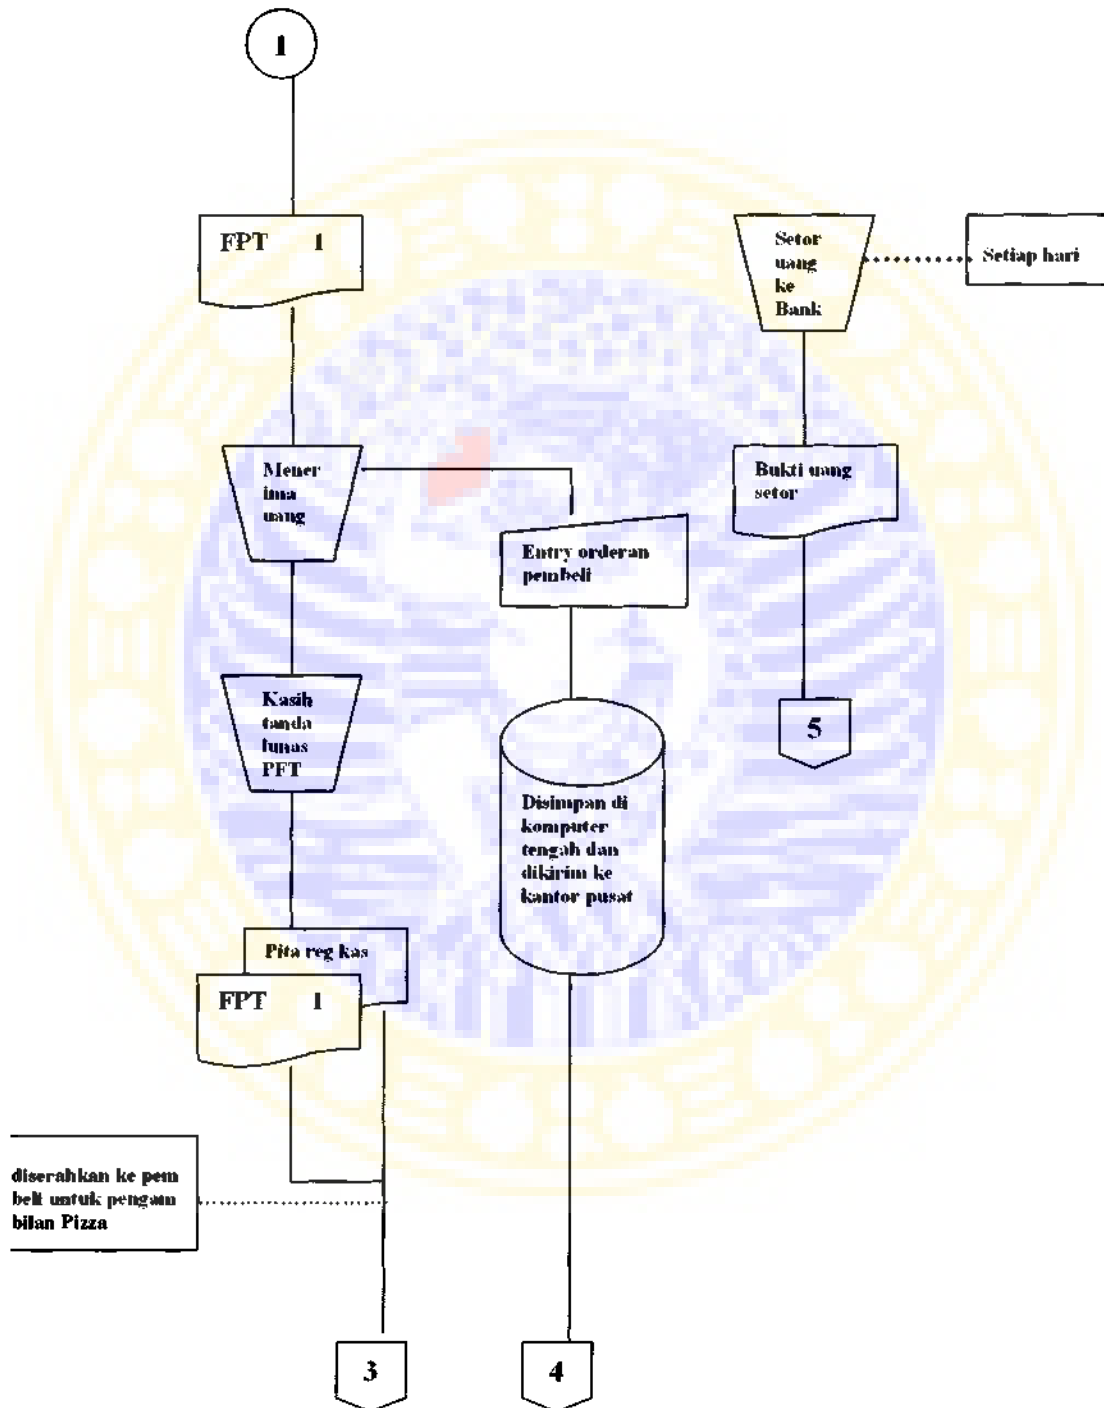 1
FPT 1
Setor
uang
ke
Bank
Setiap hari
Mener
ima
uang
Bukti uang
setor
Entry orderan
pembeli
Kasih
tanda
lunas
PFT
5
Disimpan di
komputer
tengah dan
dikirim ke
kantor pusat
Pita reg kas
FPT 1
diserahkan ke pem
beli untuk pengam
bilan Pizza
3
4